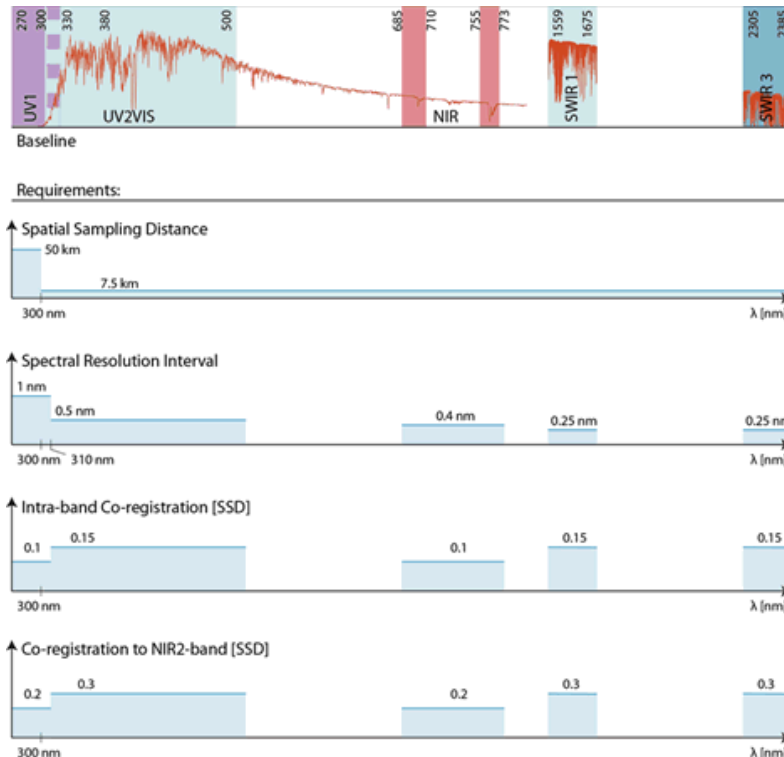 270 300 330 380 500 685 710 755 773 1559 1675 2305 2385
UV1 UV2VIS NIR SWIR 1 SWIR 3
Baseline
Requirements:
Spatial Sampling Distance
50 km
7.5 km
300 nm λ [nm]
Spectral Resolution Interval
1 nm
0.5 nm 0.4 nm 0.25 nm 0.25 nm
300 nm 310 nm λ [nm]
Intra-band Co-registration [SSD]
0.1 0.15 0.1 0.15 0.15
300 nm λ [nm]
Co-registration to NIR2-band [SSD]
0.2 0.3 0.2 0.3 0.3
300 nm λ [nm]